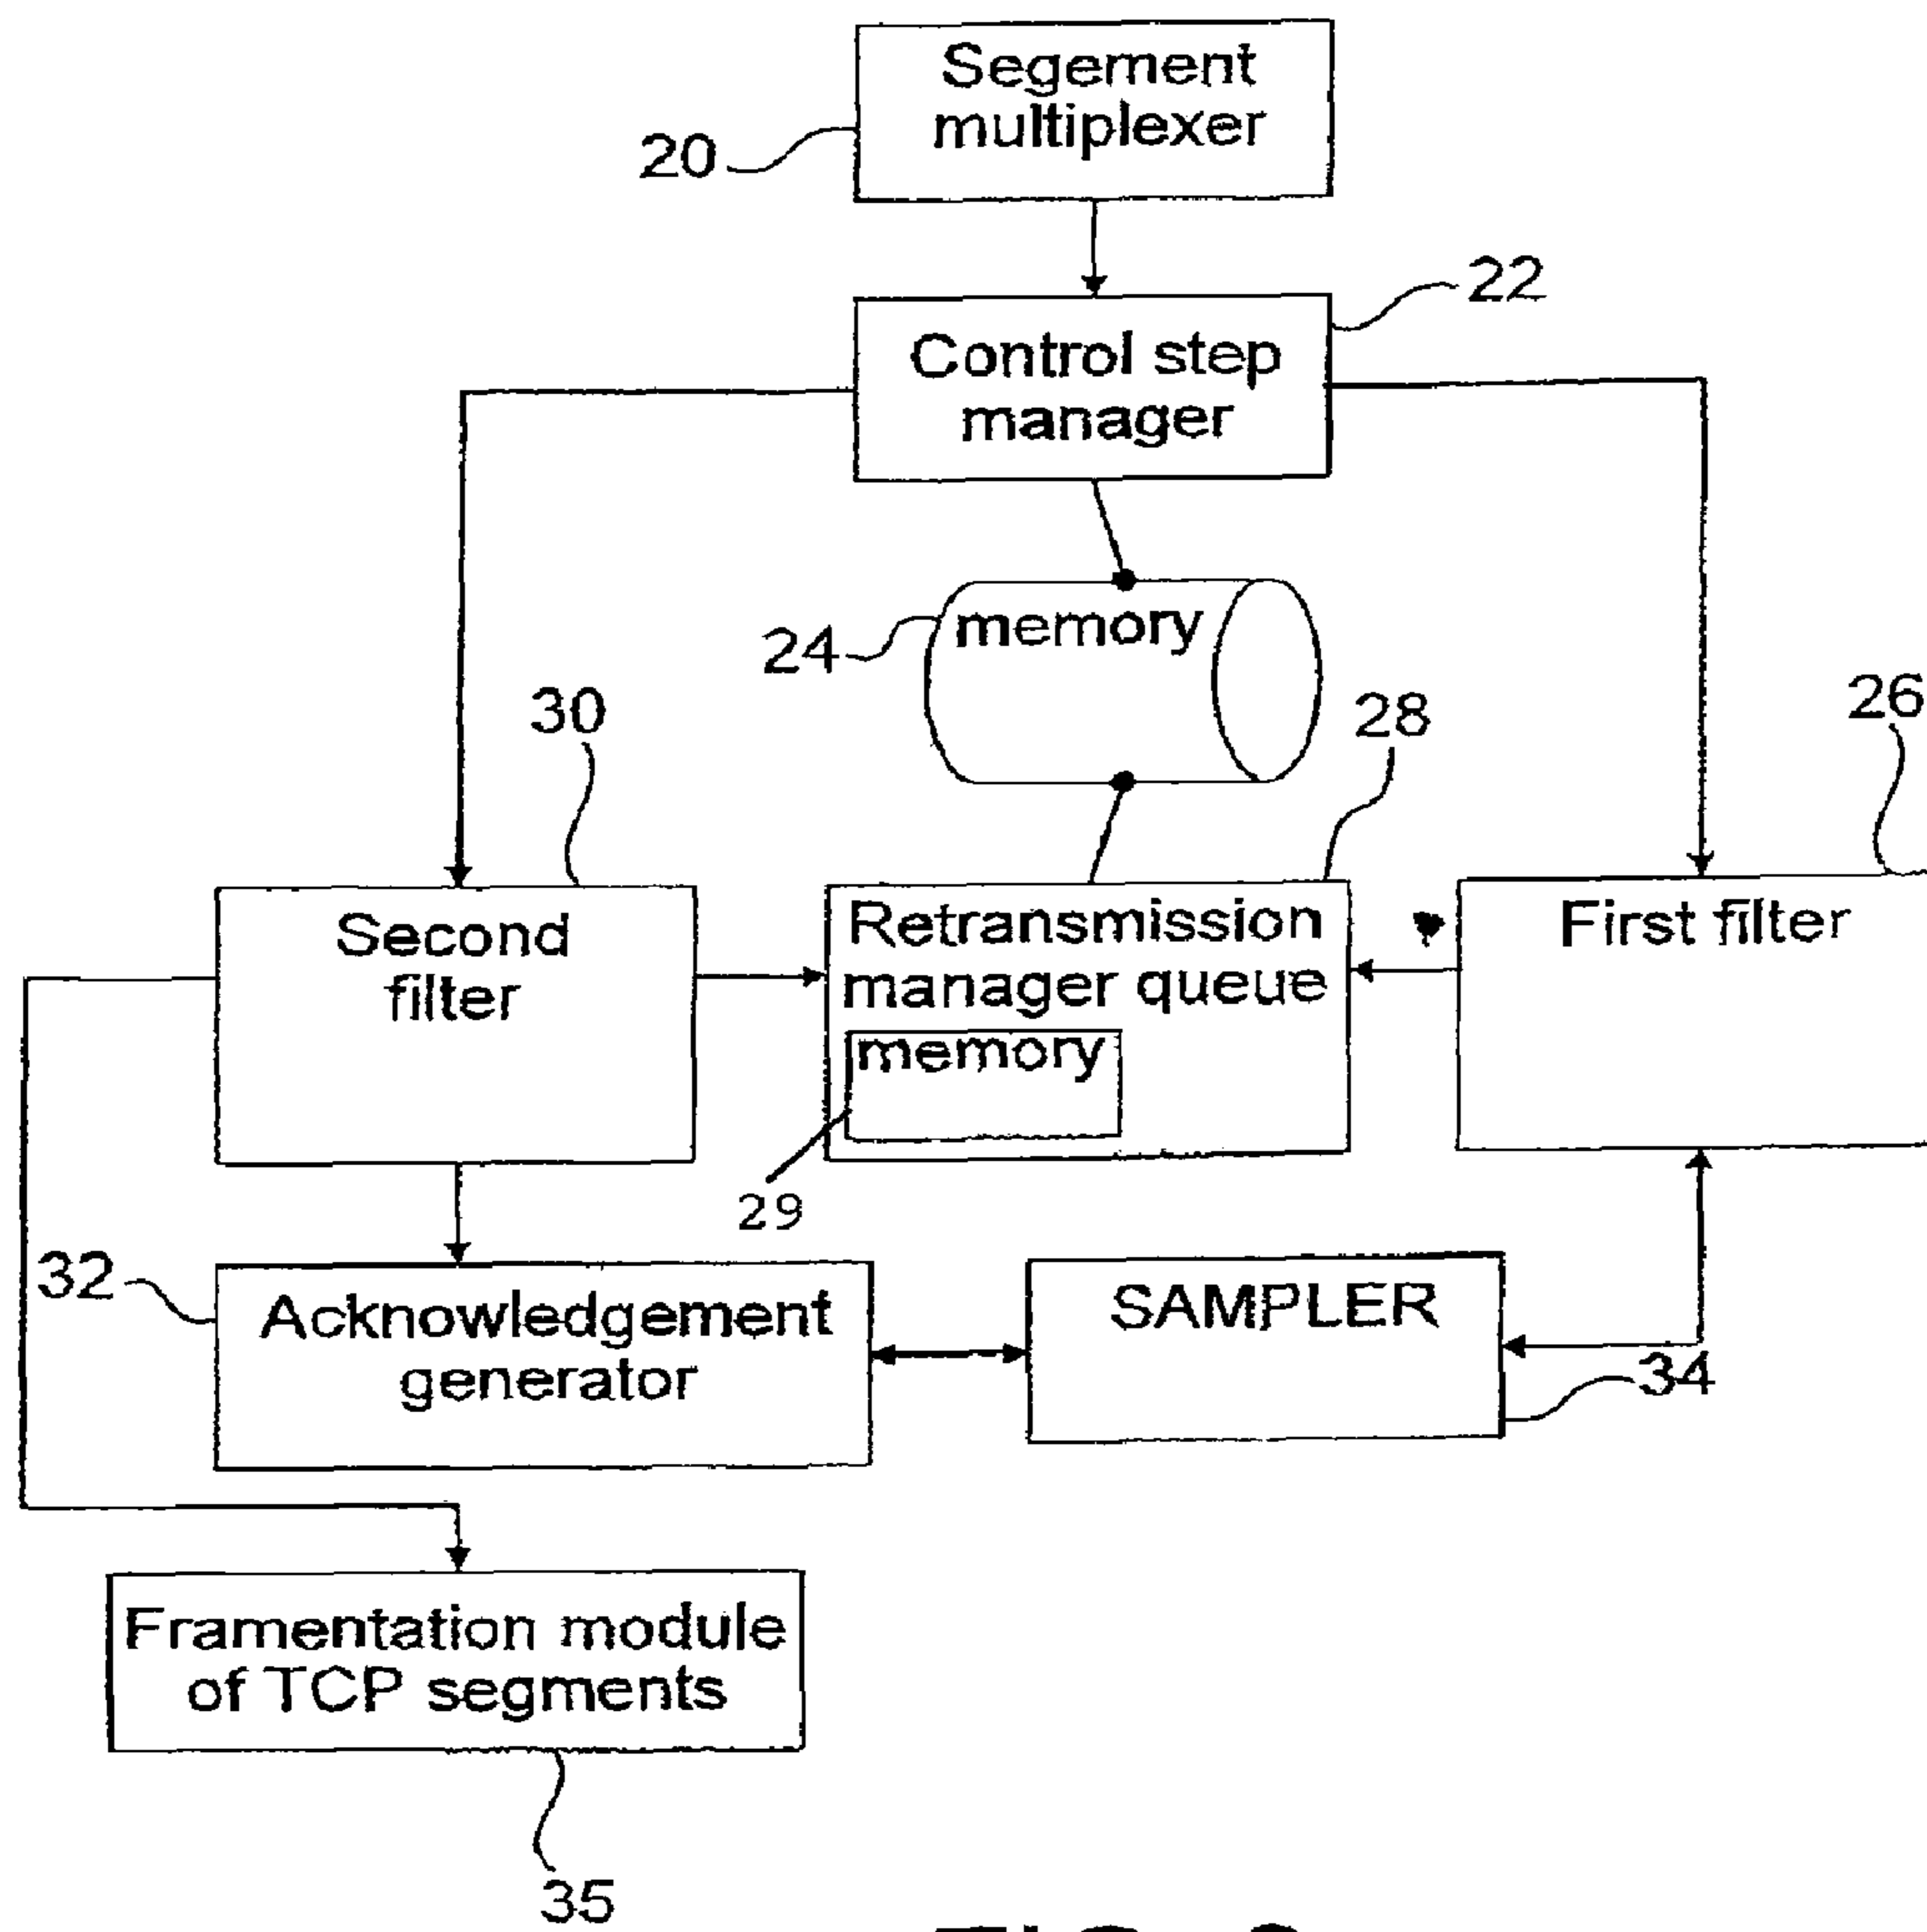 Segement
multiplexer
20
22
Control step
manager
24
memory
30
28
26
Second
filter
Retransmission
manager queue
memory
First filter
29
32
Acknowledgement
generator
SAMPLER
34
Framentation module
of TCP segments
35